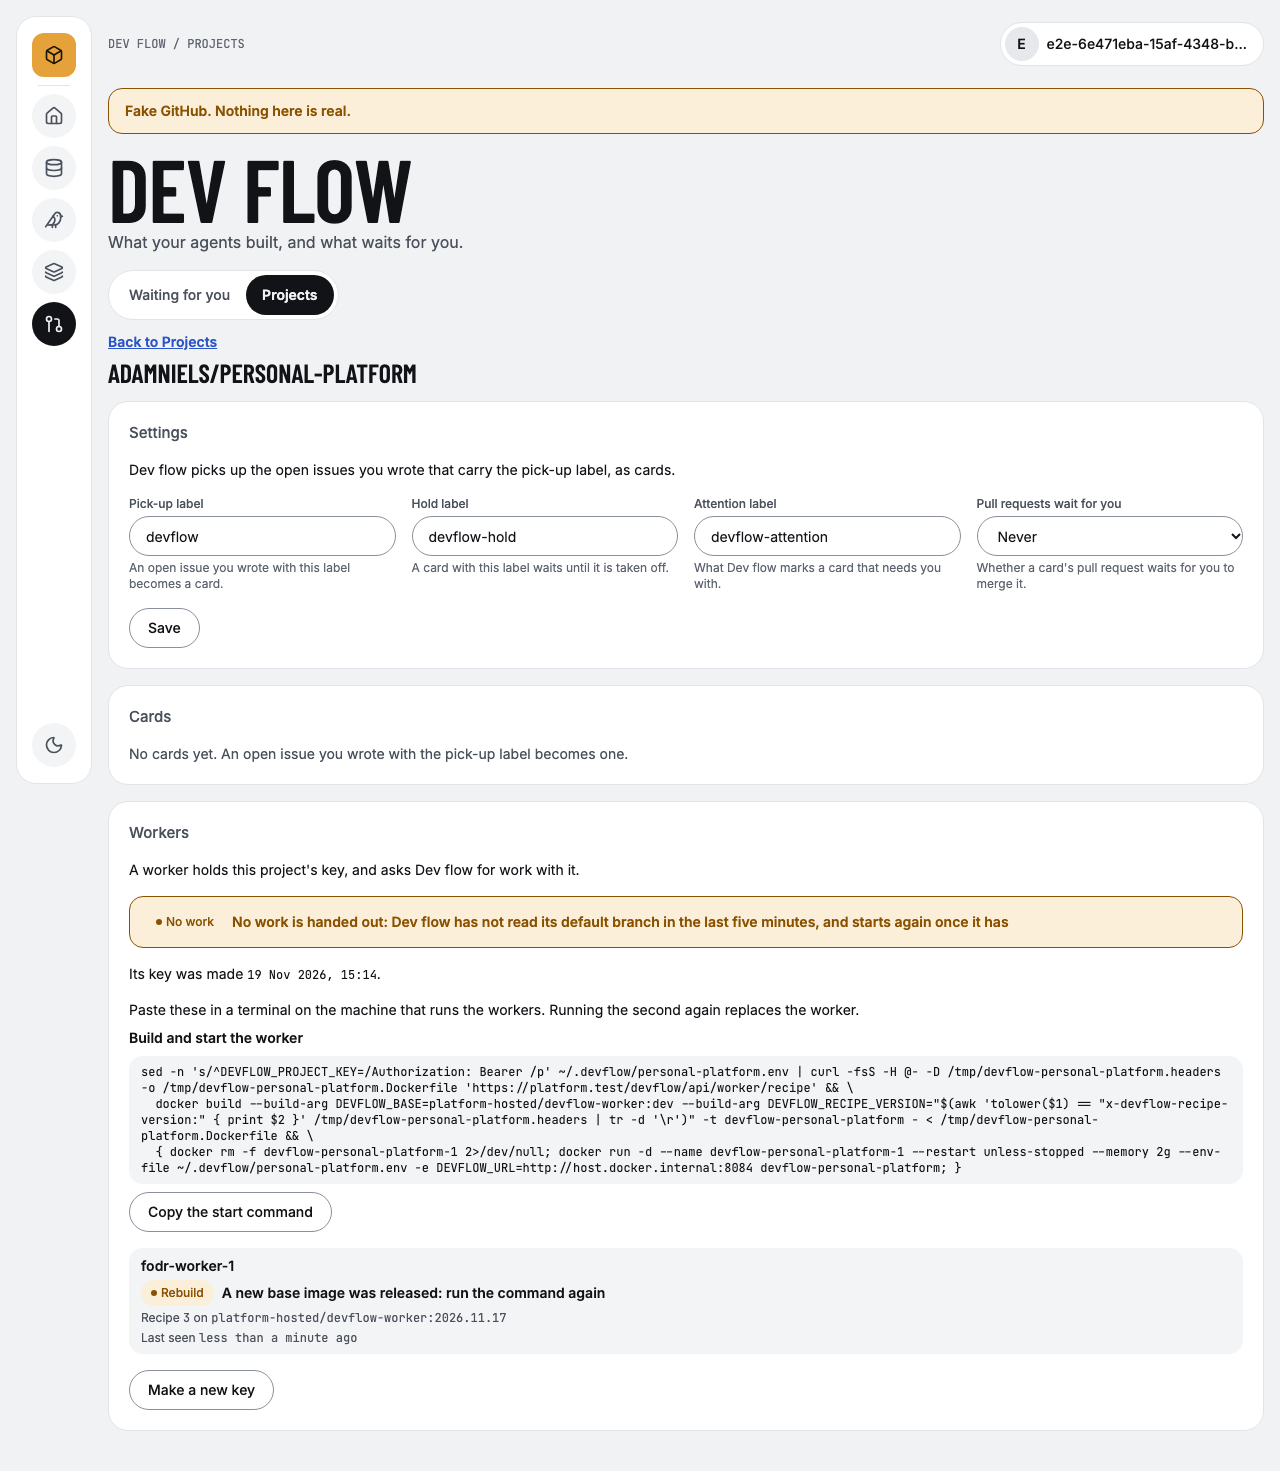 DEV FLOW / PROJECTS
E
e2e-6e471eba-15af-4348-b...
Fake GitHub. Nothing here is real.
DEV FLOW
What your agents built, and what waits for you.
Waiting for you
Projects
Back to Projects
ADAMNIELS/PERSONAL-PLATFORM
Settings
Dev flow picks up the open issues you wrote that carry the pick-up label, as cards.
Pick-up label
devflow
An open issue you wrote with this label
becomes a card.
Hold label
devflow-hold
A card with this label waits until it is taken off.
Attention label
devflow-attention
What Dev flow marks a card that needs you
with.
Pull requests wait for you
Never
Whether a card's pull request waits for you to
merge it.
Save
Cards
No cards yet. An open issue you wrote with the pick-up label becomes one.
Workers
A worker holds this project's key, and asks Dev flow for work with it.
No work
No work is handed out: Dev flow has not read its default branch in the last five minutes, and starts again once it has
Its key was made 19 Nov 2026, 15:14.
Paste these in a terminal on the machine that runs the workers. Running the second again replaces the worker.
Build and start the worker
sed -n 's/^DEVFLOW_PROJECT_KEY=/Authorization: Bearer /p' ~/.devflow/personal-platform.env | curl -fsS -H @- -D /tmp/devflow-personal-platform.headers
-o /tmp/devflow-personal-platform.Dockerfile 'https://platform.test/devflow/api/worker/recipe' && \
docker build --build-arg DEVFLOW_BASE=platform-hosted/devflow-worker:dev --build-arg DEVFLOW_RECIPE_VERSION="$(awk 'tolower($1) == "x-devflow-recipe-
version:" { print $2 }' /tmp/devflow-personal-platform.headers | tr -d '\r')" -t devflow-personal-platform - < /tmp/devflow-personal-
platform.Dockerfile && \
{ docker rm -f devflow-personal-platform-1 2>/dev/null; docker run -d --name devflow-personal-platform-1 --restart unless-stopped --memory 2g --env-
file ~/.devflow/personal-platform.env -e DEVFLOW_URL=http://host.docker.internal:8084 devflow-personal-platform; }
Copy the start command
fodr-worker-1
Rebuild
A new base image was released: run the command again
Recipe 3 on platform-hosted/devflow-worker:2026.11.17
Last seen less than a minute ago
Make a new key